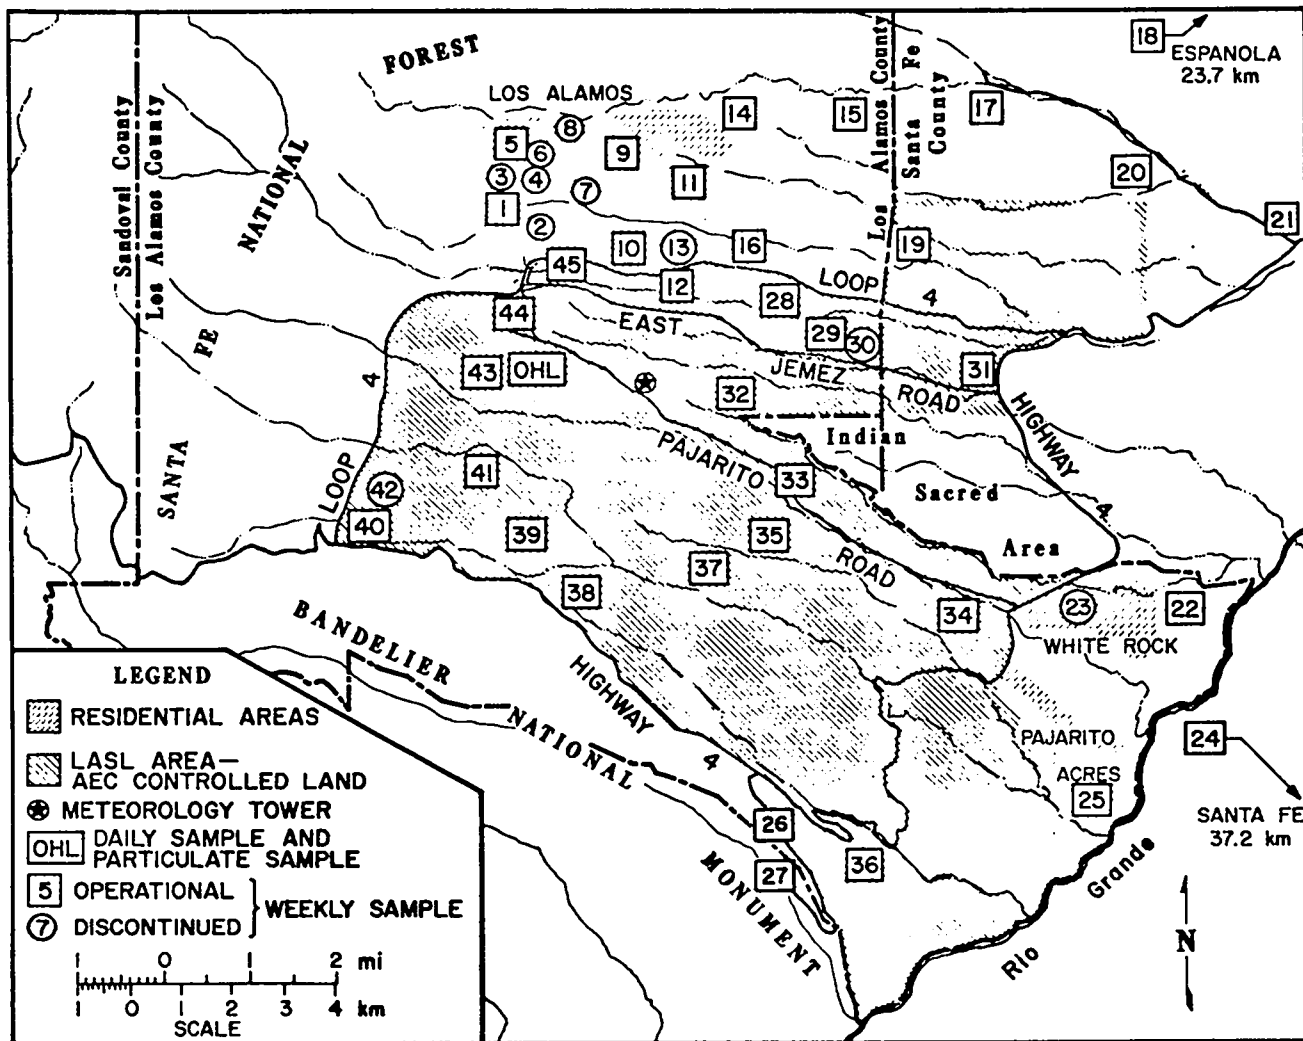 18
ESPANOLA
23.7 km
FOREST
LOS ALAMOS
Sandoval County
Los Alamos County
Los Alamos County
Santa Fe County
NATIONAL
8
14
15
17
5
6
9
3
4
7
11
20
1
2
10
13
16
19
21
45
12
28
LOOP
4
44
EAST
29
30
FE
43
OHL
JEMEZ
31
4
32
ROAD
HIGHWAY
Indian
PAJARITO
SANTA
LOOP
41
33
Sacred
42
4
40
39
35
Area
37
ROAD
38
34
23
22
WHITE ROCK
BANDELIER
HIGHWAY
NATIONAL
4
PAJARITO
ACRES
24
25
SANTA FE
37.2 km
26
27
36
MONUMENT
Grande
Rio
N
LEGEND
RESIDENTIAL AREAS
LASL AREA—
AEC CONTROLLED LAND
METEOROLOGY TOWER
OHL DAILY SAMPLE AND
PARTICULATE SAMPLE
5 OPERATIONAL
WEEKLY SAMPLE
7 DISCONTINUED
1 0 1 2 mi
1 0 1 2 3 4 km
SCALE